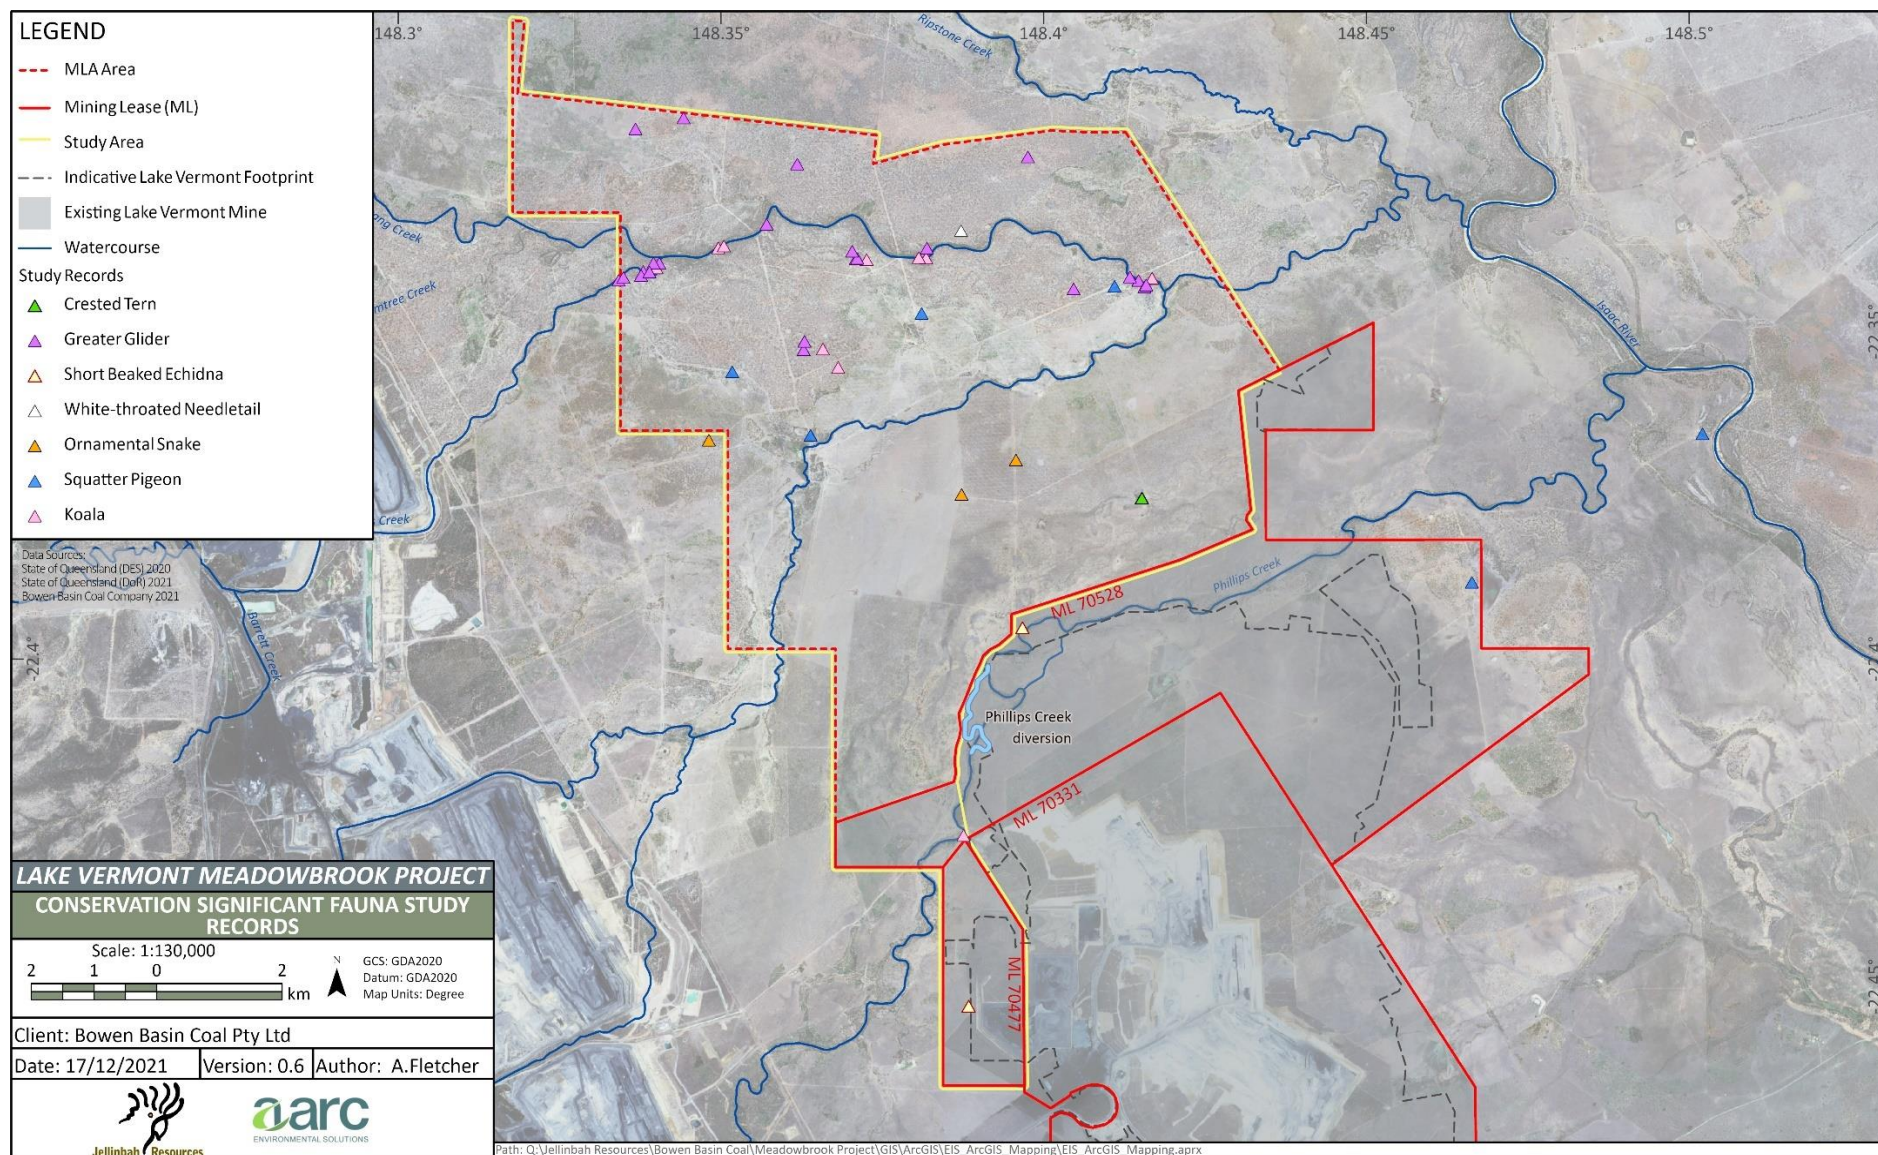 LEGEND
MLA Area
Mining Lease (ML)
Study Area
Indicative Lake Vermont Footprint
Existing Lake Vermont Mine
Watercourse
Study Records
Crested Tern
Greater Glider
Short Beaked Echidna
White-throated Needletail
Ornamental Snake
Squatter Pigeon
Koala
Data Sources:
State of Queensland (DES) 2020
State of Queensland (DoR) 2021
Bowen Basin Coal Company 2021
148.3°
148.35°
148.4°
148.45°
148.5°
Ripstone Creek
ang Creek
mtree Creek
Creek
Isaac River
-22.35°
Phillips Creek
ML 70528
Barrett Creek
-22.4°
-22.4°
Phillips Creek
diversion
ML 70331
ML 70477
-22.45°
LAKE VERMONT MEADOWBROOK PROJECT
CONSERVATION SIGNIFICANT FAUNA STUDY
RECORDS
Scale: 1:130,000
2 1 0 2
km
N
GCS: GDA2020
Datum: GDA2020
Map Units: Degree
Client: Bowen Basin Coal Pty Ltd
Date: 17/12/2021 Version: 0.6 Author: A.Fletcher
Jellinbah Resources
aarc
ENVIRONMENTAL SOLUTIONS
Path: Q:\Jellinbah Resources\Bowen Basin Coal\Meadowbrook Project\GIS\ArcGIS\EIS_ArcGIS_Mapping\EIS_ArcGIS_Mapping.aprx